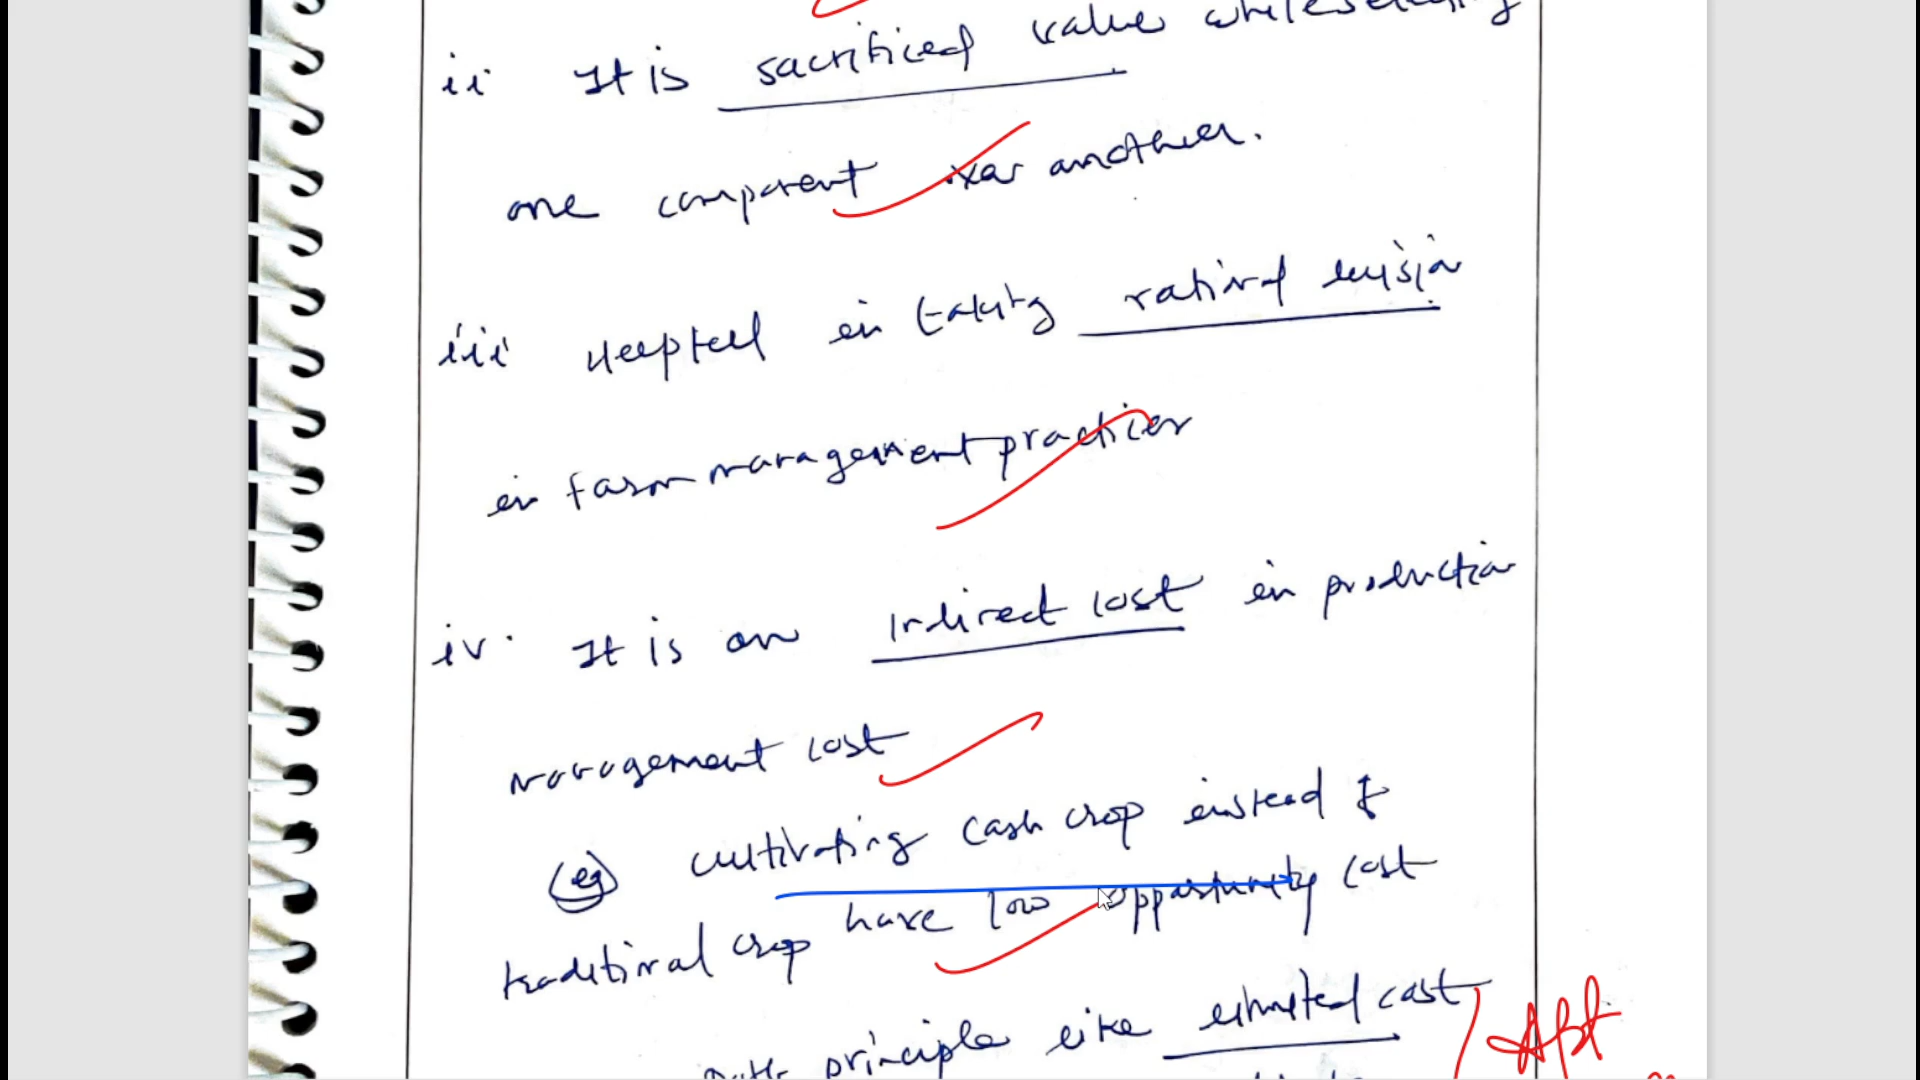 ii It is sacrificed value while selecting
one component over another.
iii Helpful in taking rational decision
in farm management practices
iv. It is an Indirect cost in production
management cost
(eg) cultivating cash crop instead of
traditional crop have low opportunity cost
principle like estimated cost